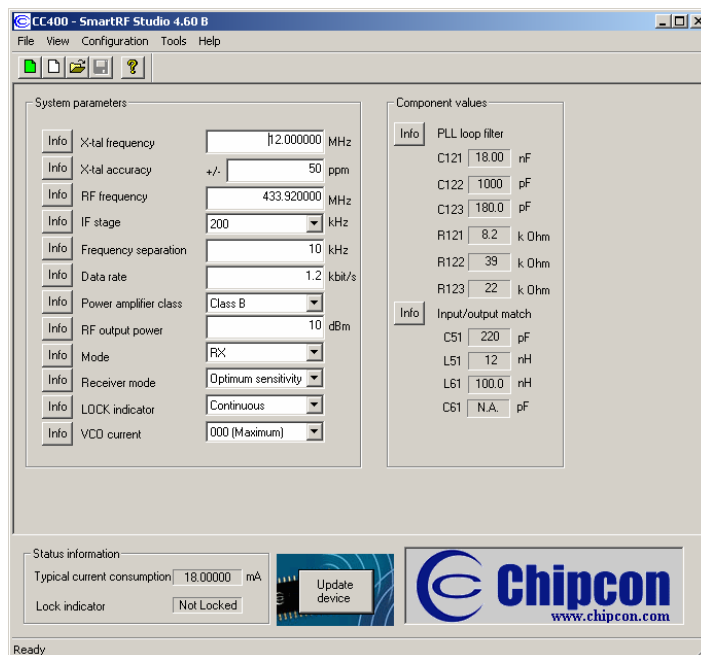 CC400 - SmartRF Studio 4.60 B
File View Configuration Tools Help
System parameters
Info X-tal frequency 12.000000 MHz
Info X-tal accuracy +/- 50 ppm
Info RF frequency 433.920000 MHz
Info IF stage 200 kHz
Info Frequency separation 10 kHz
Info Data rate 1.2 kbit/s
Info Power amplifier class Class B
Info RF output power 10 dBm
Info Mode RX
Info Receiver mode Optimum sensitivity
Info LOCK indicator Continuous
Info VCO current 000 (Maximum)
Component values
Info PLL loop filter
C121 18.00 nF
C122 1000 pF
C123 180.0 pF
R121 8.2 k Ohm
R122 39 k Ohm
R123 22 k Ohm
Info Input/output match
C51 220 pF
L51 12 nH
L61 100.0 nH
C61 N.A. pF
Status information
Typical current consumption 18.00000 mA
Lock indicator Not Locked
Update
device
Chipcon
www.chipcon.com
Ready